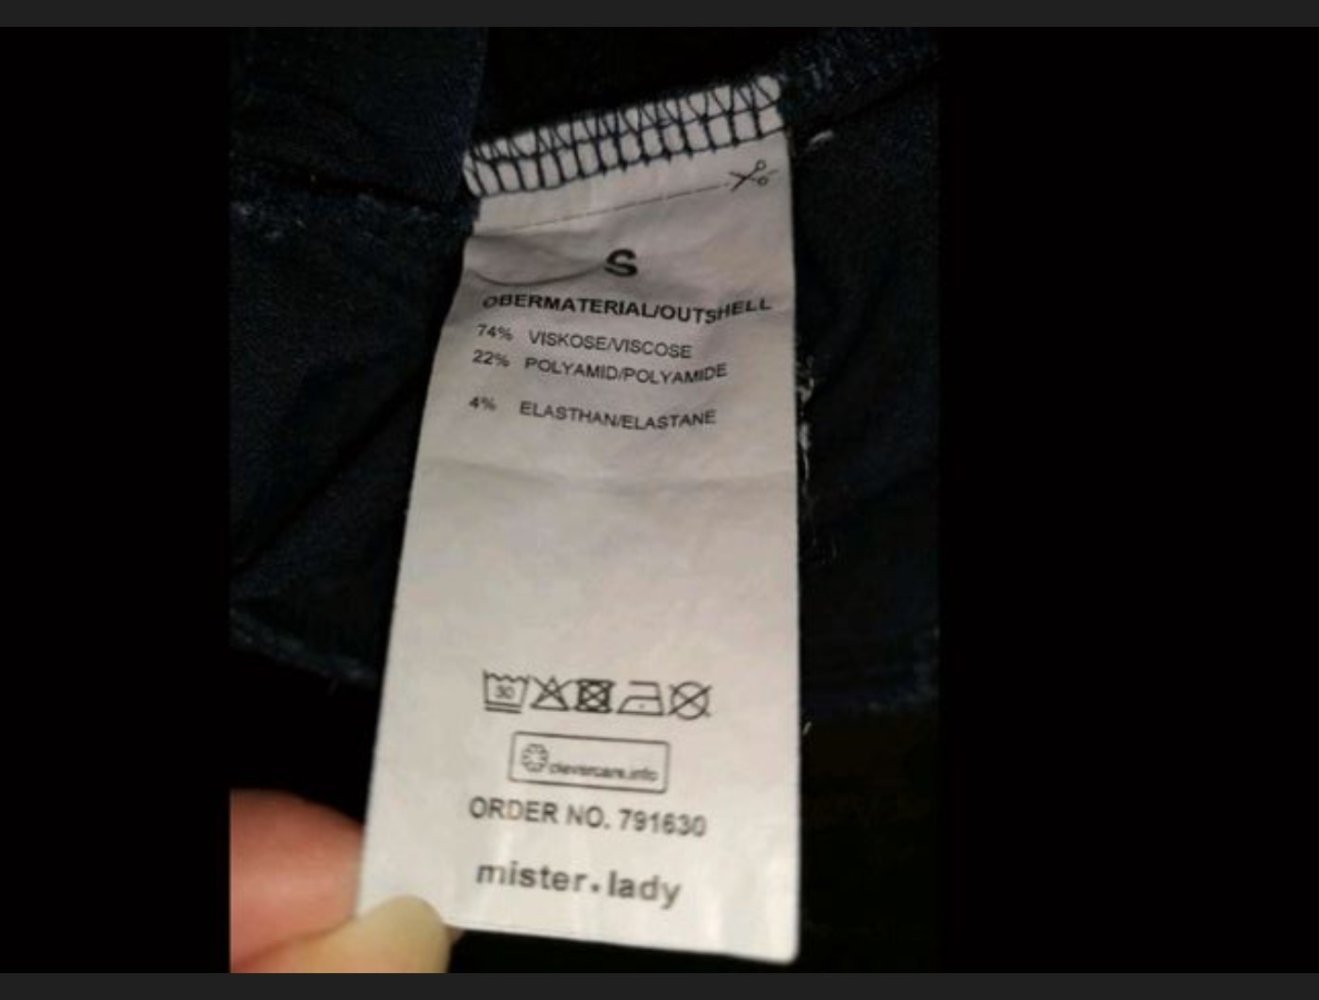 S
OBERMATERIAL/OUTSHELL
74% VISKOSE/VISCOSE
22% POLYAMID/POLYAMIDE
4% ELASTHAN/ELASTANE
30
clevercare.info
ORDER NO. 791630
mister.lady